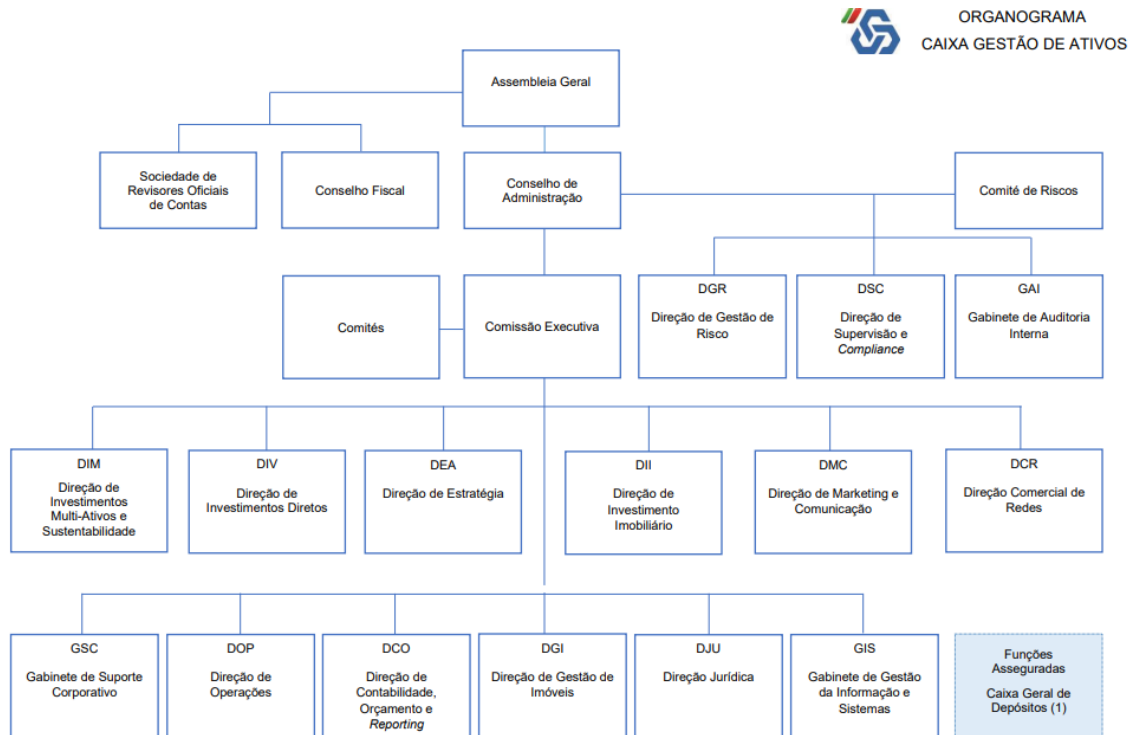 ORGANOGRAMA
CAIXA GESTÃO DE ATIVOS
Assembleia Geral
Sociedade de
Revisores Oficiais
de Contas
Conselho Fiscal
Conselho de
Administração
Comité de Riscos
Comités
Comissão Executiva
DGR
Direção de Gestão de
Risco
DSC
Direção de
Supervisão e
Compliance
GAI
Gabinete de Auditoria
Interna
DIM
Direção de
Investimentos
Multi-Ativos e
Sustentabilidade
DIV
Direção de
Investimentos Diretos
DEA
Direção de Estratégia
DII
Direção de
Investimento
Imobiliário
DMC
Direção de Marketing e
Comunicação
DCR
Direção Comercial de
Redes
GSC
Gabinete de Suporte
Corporativo
DOP
Direção de
Operações
DCO
Direção de
Contabilidade,
Orçamento e
Reporting
DGI
Direção de Gestão de
Imóveis
DJU
Direção Jurídica
GIS
Gabinete de Gestão
da Informação e
Sistemas
Funções
Asseguradas
Caixa Geral de
Depósitos (1)